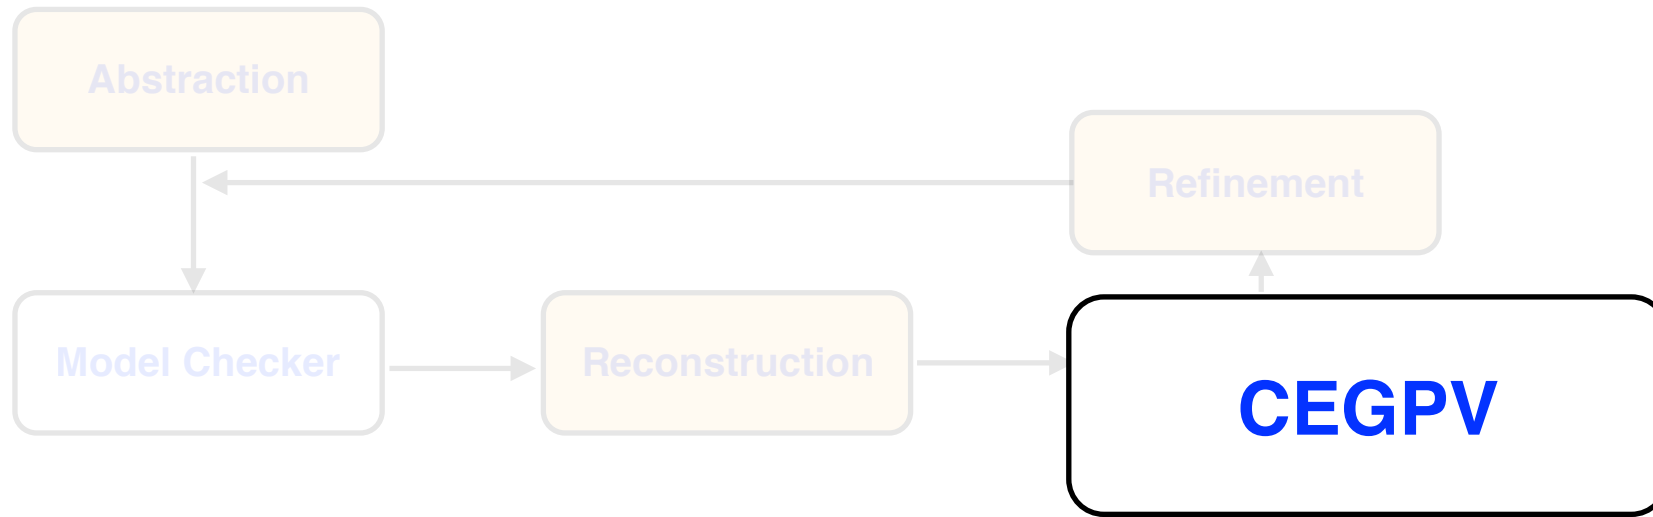 Abstraction
Refinement
Model Checker
Reconstruction
CEGPV